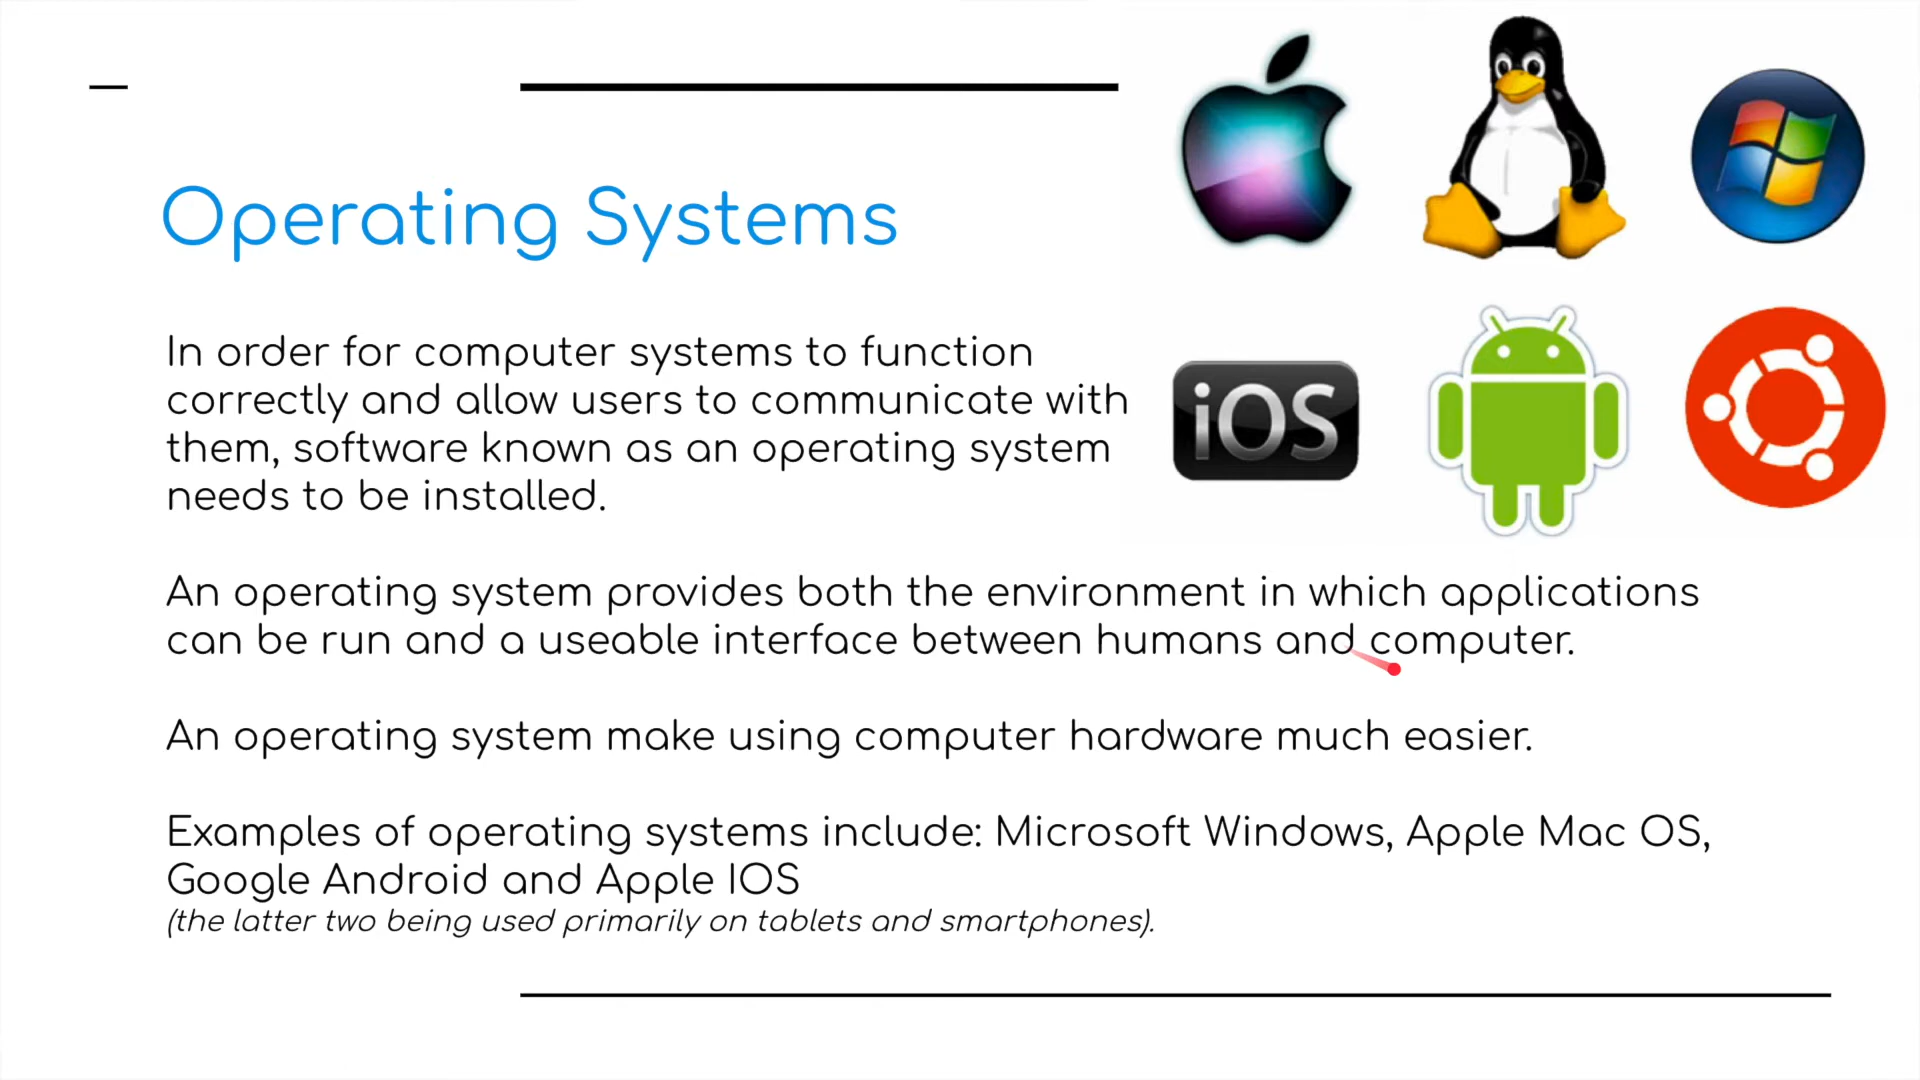 Operating Systems
In order for computer systems to function
correctly and allow users to communicate with
them, software known as an operating system
needs to be installed.
iOS
An operating system provides both the environment in which applications
can be run and a useable interface between humans and computer.
An operating system make using computer hardware much easier.
Examples of operating systems include: Microsoft Windows, Apple Mac OS,
Google Android and Apple IOS
(the latter two being used primarily on tablets and smartphones).